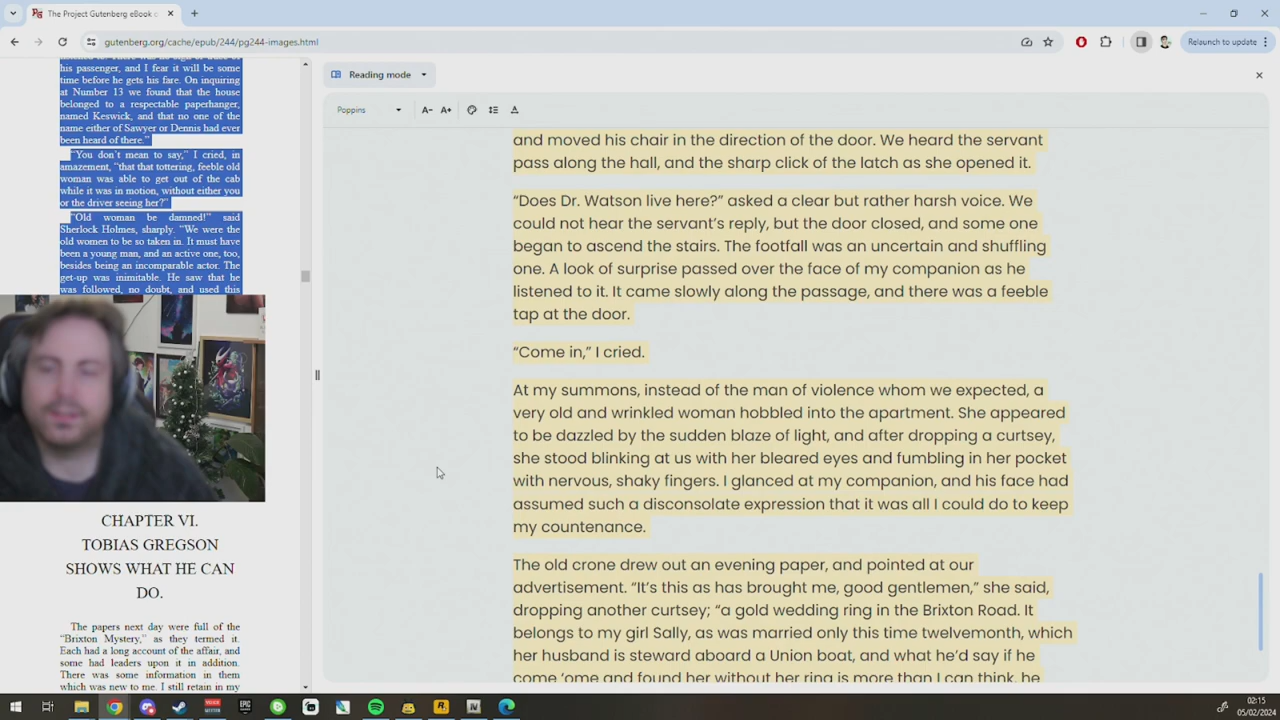 The Project Gutenberg eBook o
gutenberg.org/cache/epub/244/pg244-images.html
Relaunch to update
his passenger, and I fear it will be some
time before he gets his fare. On inquiring
at Number 13 we found that the house
belonged to a respectable paperhanger,
named Keswick, and that no one of the
name either of Sawyer or Dennis had ever
been heard of there.”
“You don’t mean to say,” I cried, in
amazement, “that that tottering, feeble old
woman was able to get out of the cab
while it was in motion, without either you
or the driver seeing her?”
“Old woman be damned!” said
Sherlock Holmes, sharply. “We were the
old women to be so taken in. It must have
been a young man, and an active one, too,
besides being an incomparable actor. The
get-up was inimitable. He saw that he
was followed, no doubt, and used this
CHAPTER VI.
TOBIAS GREGSON
SHOWS WHAT HE CAN
DO.
The papers next day were full of the
“Brixton Mystery,” as they termed it.
Each had a long account of the affair, and
some had leaders upon it in addition.
There was some information in them
which was new to me. I still retain in my
Reading mode
Poppins
A-
A+
and moved his chair in the direction of the door. We heard the servant
pass along the hall, and the sharp click of the latch as she opened it.
“Does Dr. Watson live here?” asked a clear but rather harsh voice. We
could not hear the servant’s reply, but the door closed, and some one
began to ascend the stairs. The footfall was an uncertain and shuffling
one. A look of surprise passed over the face of my companion as he
listened to it. It came slowly along the passage, and there was a feeble
tap at the door.
“Come in,” I cried.
At my summons, instead of the man of violence whom we expected, a
very old and wrinkled woman hobbled into the apartment. She appeared
to be dazzled by the sudden blaze of light, and after dropping a curtsey,
she stood blinking at us with her bleared eyes and fumbling in her pocket
with nervous, shaky fingers. I glanced at my companion, and his face had
assumed such a disconsolate expression that it was all I could do to keep
my countenance.
The old crone drew out an evening paper, and pointed at our
advertisement. “It’s this as has brought me, good gentlemen,” she said,
dropping another curtsey; “a gold wedding ring in the Brixton Road. It
belongs to my girl Sally, as was married only this time twelvemonth, which
her husband is steward aboard a Union boat, and what he’d say if he
come ’ome and found her without her ring is more than I can think, he
02:15
05/02/2024